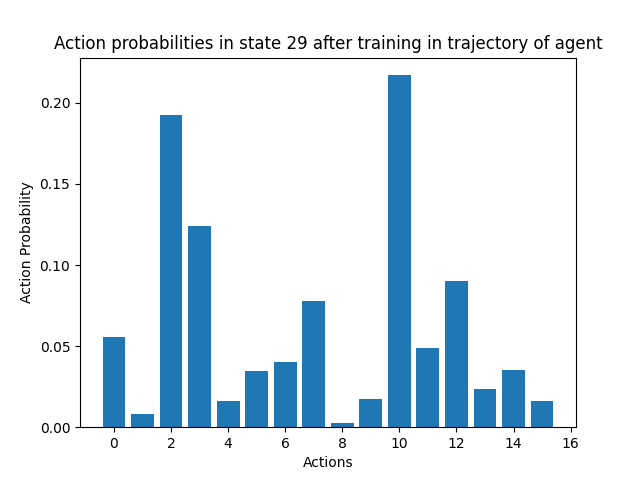 Action probabilities in state 29 after training in trajectory of agent
Action Probability
0.20
0.15
0.10
0.05
0.00
0 2 4 6 8 10 12 14 16
Actions